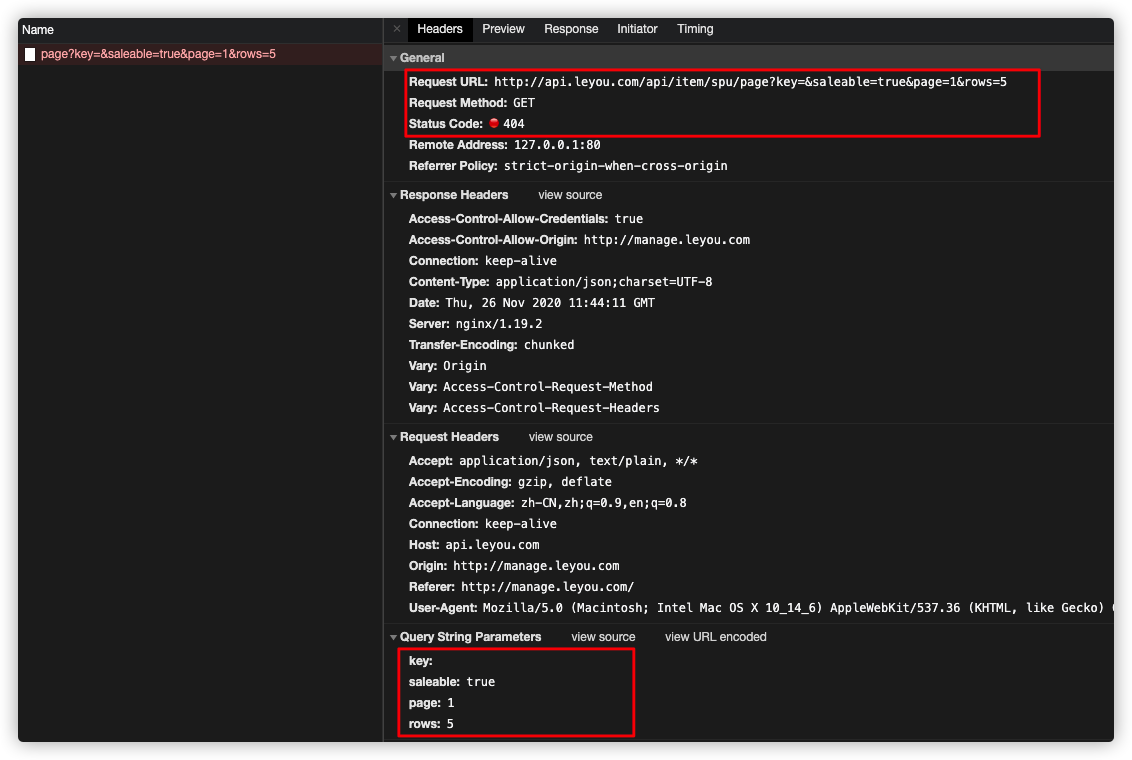 Name
page?key=&saleable=true&page=1&rows=5
× Headers Preview Response Initiator Timing
General
Request URL: http://api.leyou.com/api/item/spu/page?key=&saleable=true&page=1&rows=5
Request Method: GET
Status Code: 404
Remote Address: 127.0.0.1:80
Referrer Policy: strict-origin-when-cross-origin
Response Headers view source
Access-Control-Allow-Credentials: true
Access-Control-Allow-Origin: http://manage.leyou.com
Connection: keep-alive
Content-Type: application/json;charset=UTF-8
Date: Thu, 26 Nov 2020 11:44:11 GMT
Server: nginx/1.19.2
Transfer-Encoding: chunked
Vary: Origin
Vary: Access-Control-Request-Method
Vary: Access-Control-Request-Headers
Request Headers view source
Accept: application/json, text/plain, */*
Accept-Encoding: gzip, deflate
Accept-Language: zh-CN,zh;q=0.9,en;q=0.8
Connection: keep-alive
Host: api.leyou.com
Origin: http://manage.leyou.com
Referer: http://manage.leyou.com/
User-Agent: Mozilla/5.0 (Macintosh; Intel Mac OS X 10_14_6) AppleWebKit/537.36 (KHTML, like Gecko)
Query String Parameters view source view URL encoded
key:
saleable: true
page: 1
rows: 5